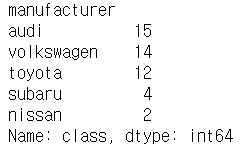 manufacturer
audi          15
volkswagen    14
toyota        12
subaru         4
nissan         2
Name: class, dtype: int64